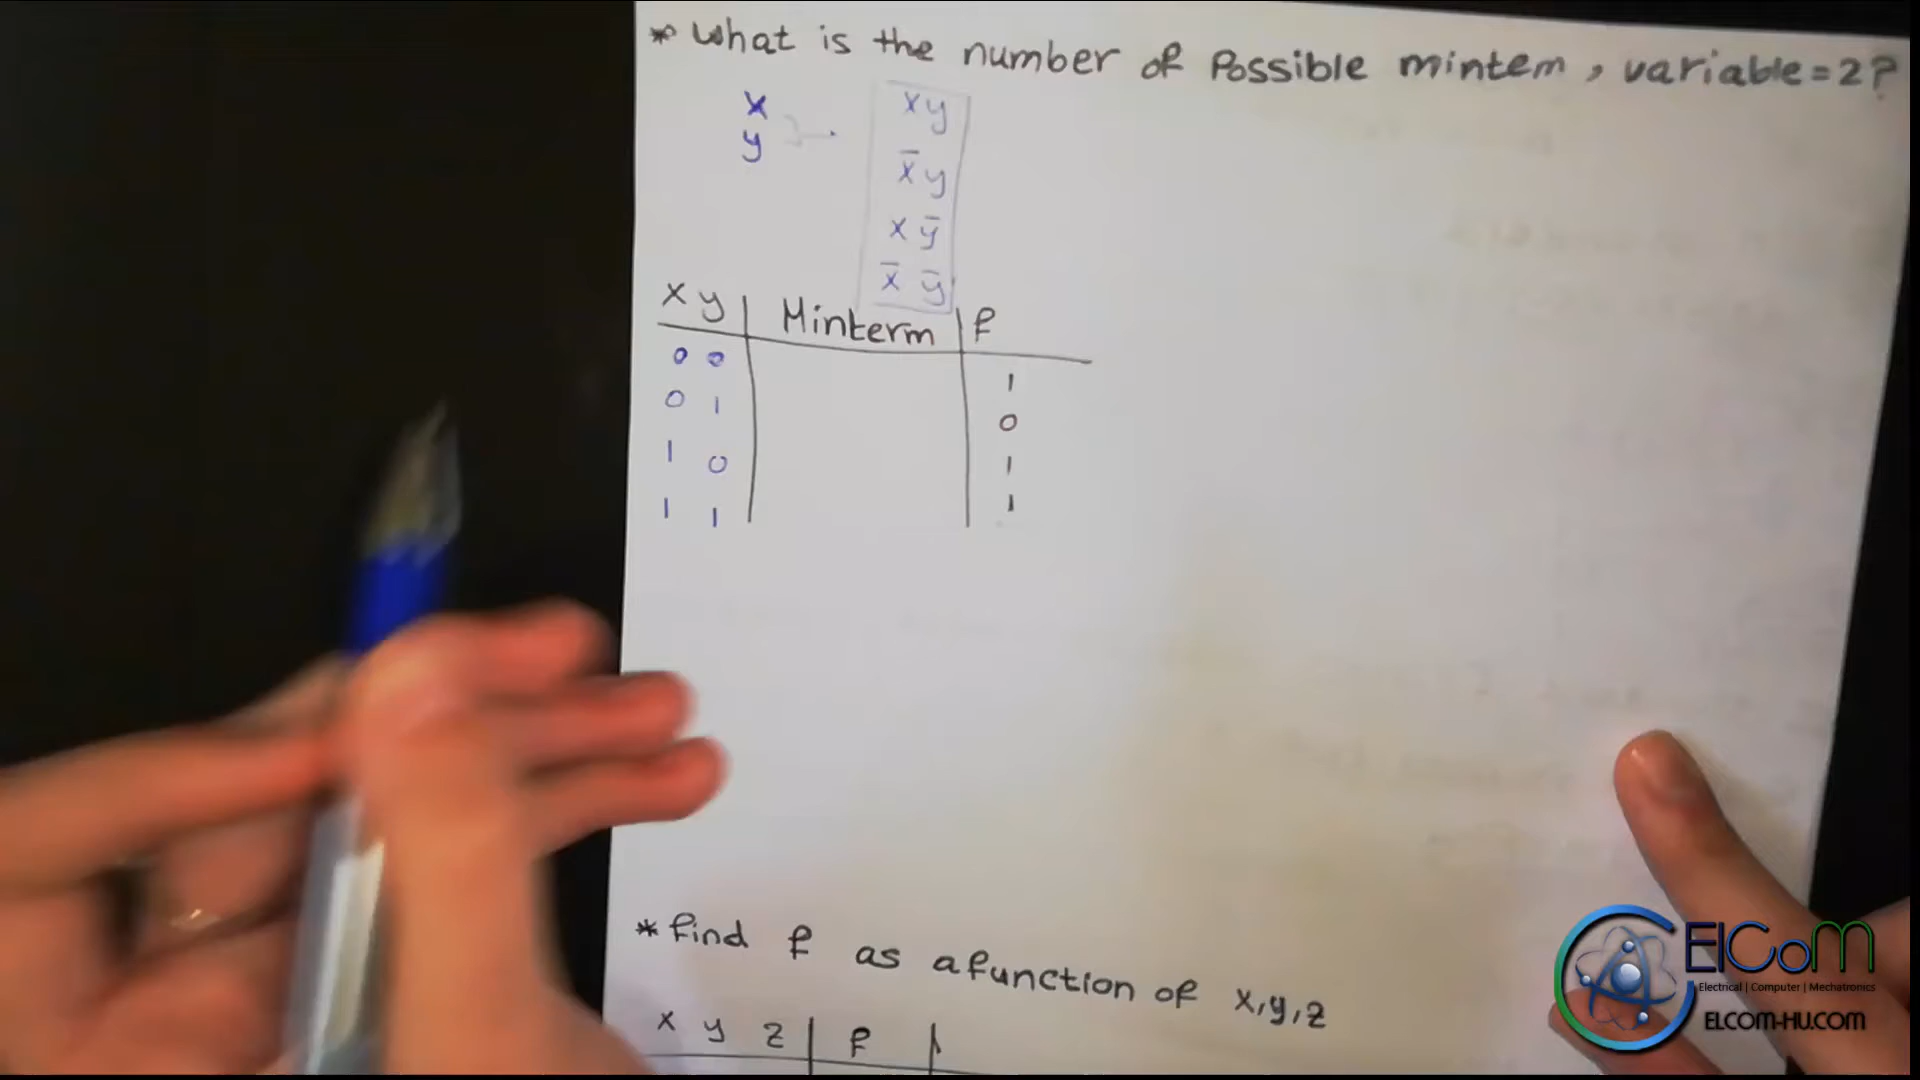 * What is the number of Possible mintem, variable=2?
x
y
xy
x̅y
xy̅
x̅ y̅
x y | Minterm | f
0 0 1
0 1 0
1 0 1
1 1 1
* find f as afunction of x,y,z
x y z | f |
ElCoM
Electrical | Computer | Mechatronics
ELCOM-HU.COM